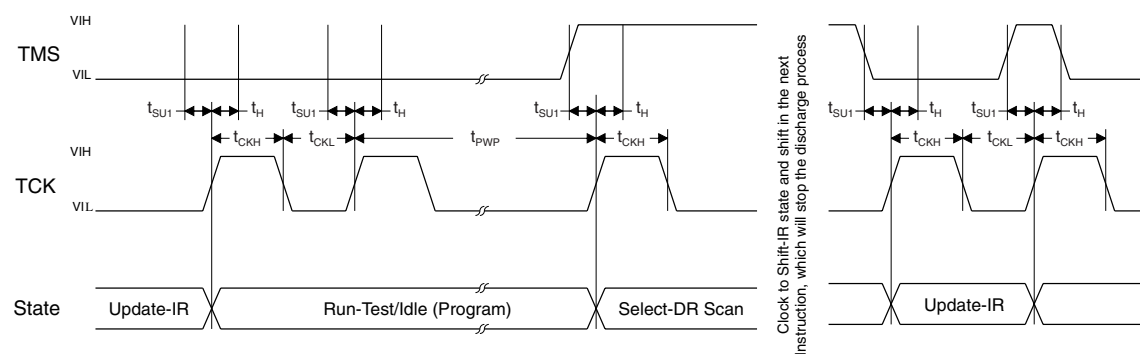 VIH
TMS
VIL
tSU1 tH tSU1 tH tSU1 tH tSU1 tH tSU1 tH
tCKH tCKL tPWP tCKH tCKH tCKL tCKH
VIH
TCK
VIL
State Update-IR Run-Test/Idle (Program) Select-DR Scan Update-IR
Clock to Shift-IR state and shift in the next
Instruction, which will stop the discharge process